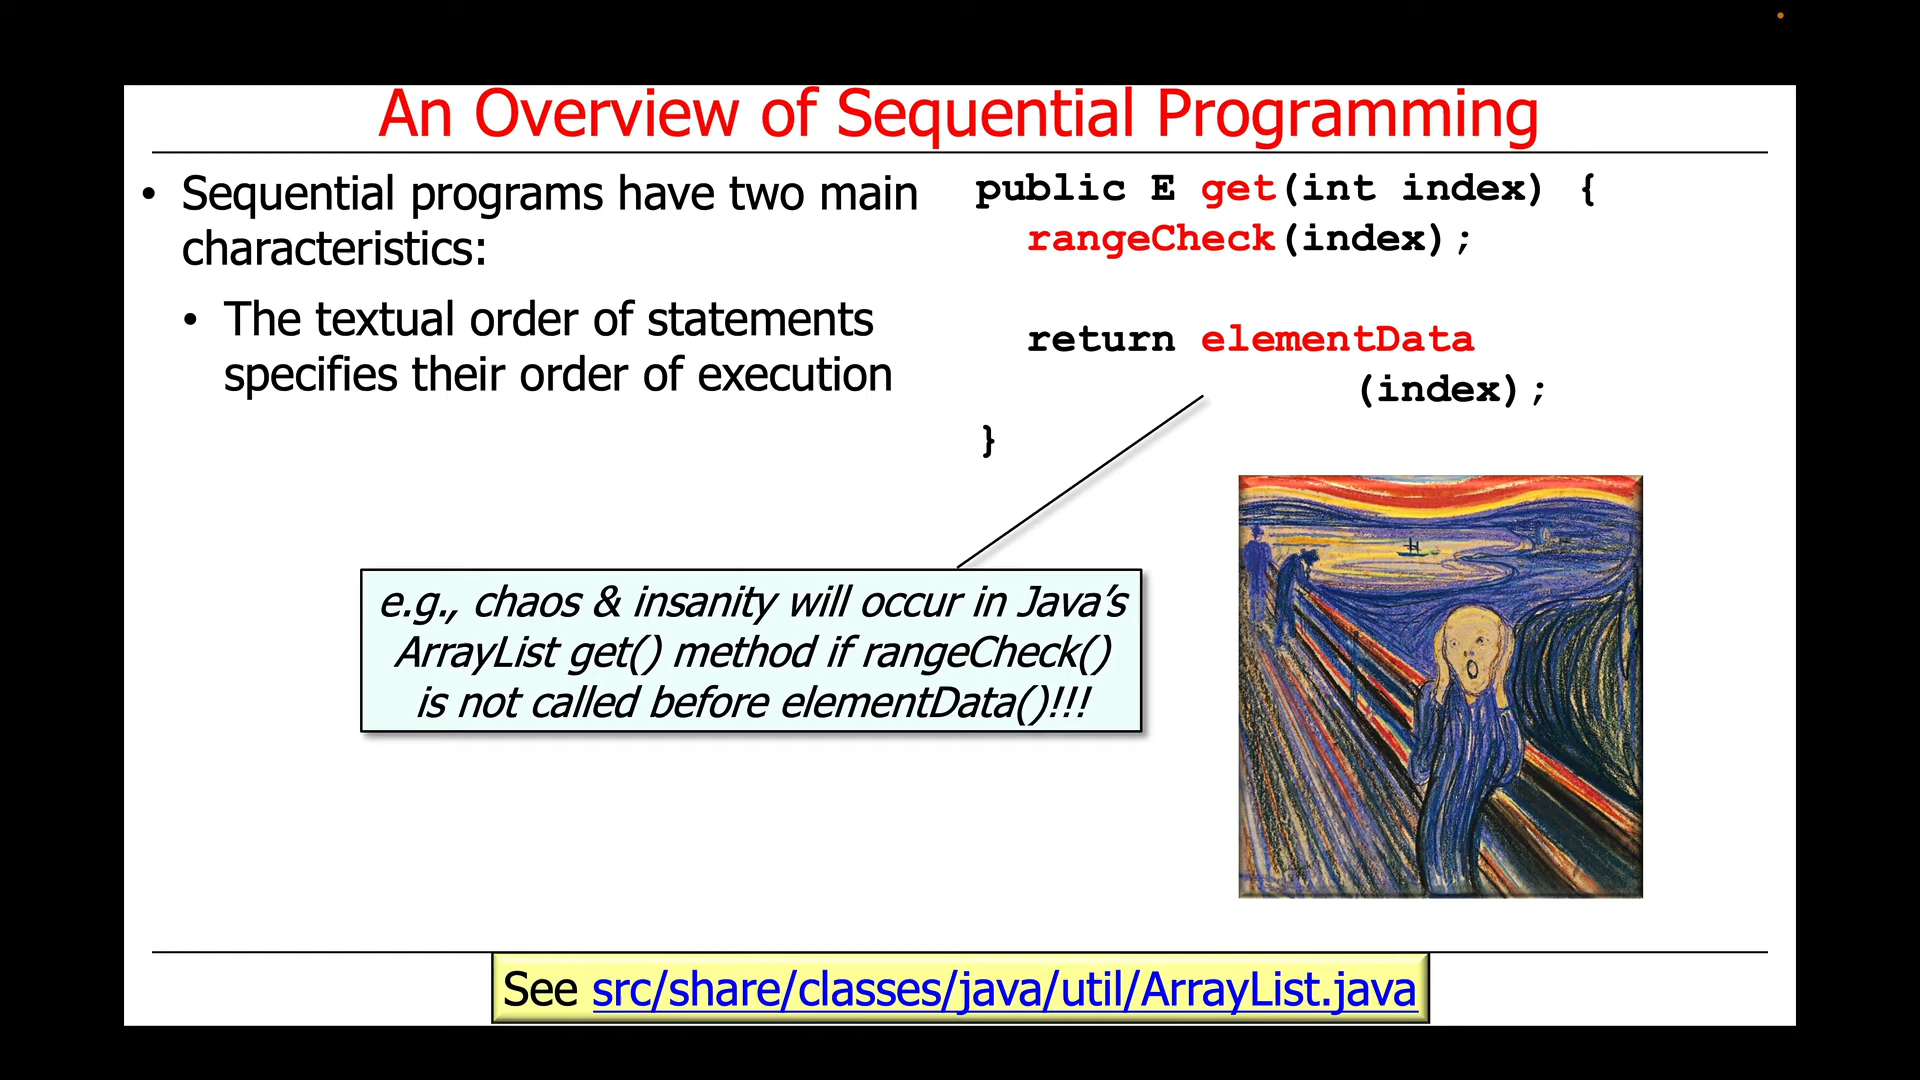 An Overview of Sequential Programming
• Sequential programs have two main
characteristics:
• The textual order of statements
specifies their order of execution
public E get(int index) {
rangeCheck(index);
return elementData
(index);
}
e.g., chaos & insanity will occur in Java’s
ArrayList get() method if rangeCheck()
is not called before elementData()!!!
See src/share/classes/java/util/ArrayList.java